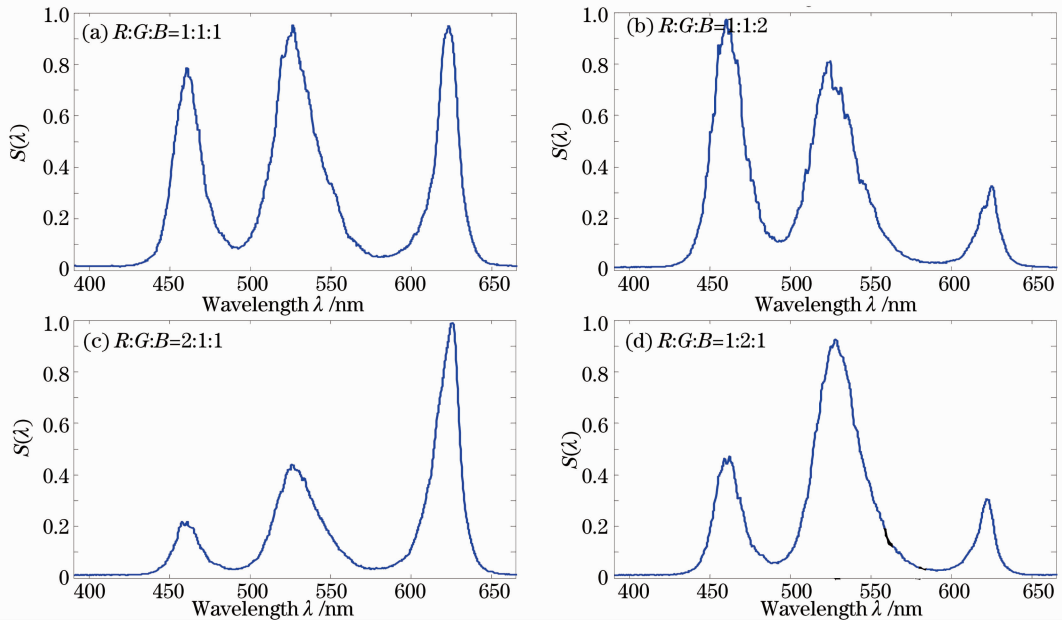 (a) R:G:B=1:1:1
1.0
0.8
0.6
0.4
0.2
0
S(λ)
400 450 500 550 600 650
Wavelength λ /nm
(b) R:G:B=1:1:2
1.0
0.8
0.6
0.4
0.2
0
S(λ)
400 450 500 550 600 650
Wavelength λ /nm
(c) R:G:B=2:1:1
1.0
0.8
0.6
0.4
0.2
0
S(λ)
400 450 500 550 600 650
Wavelength λ /nm
(d) R:G:B=1:2:1
1.0
0.8
0.6
0.4
0.2
0
S(λ)
400 450 500 550 600 650
Wavelength λ /nm